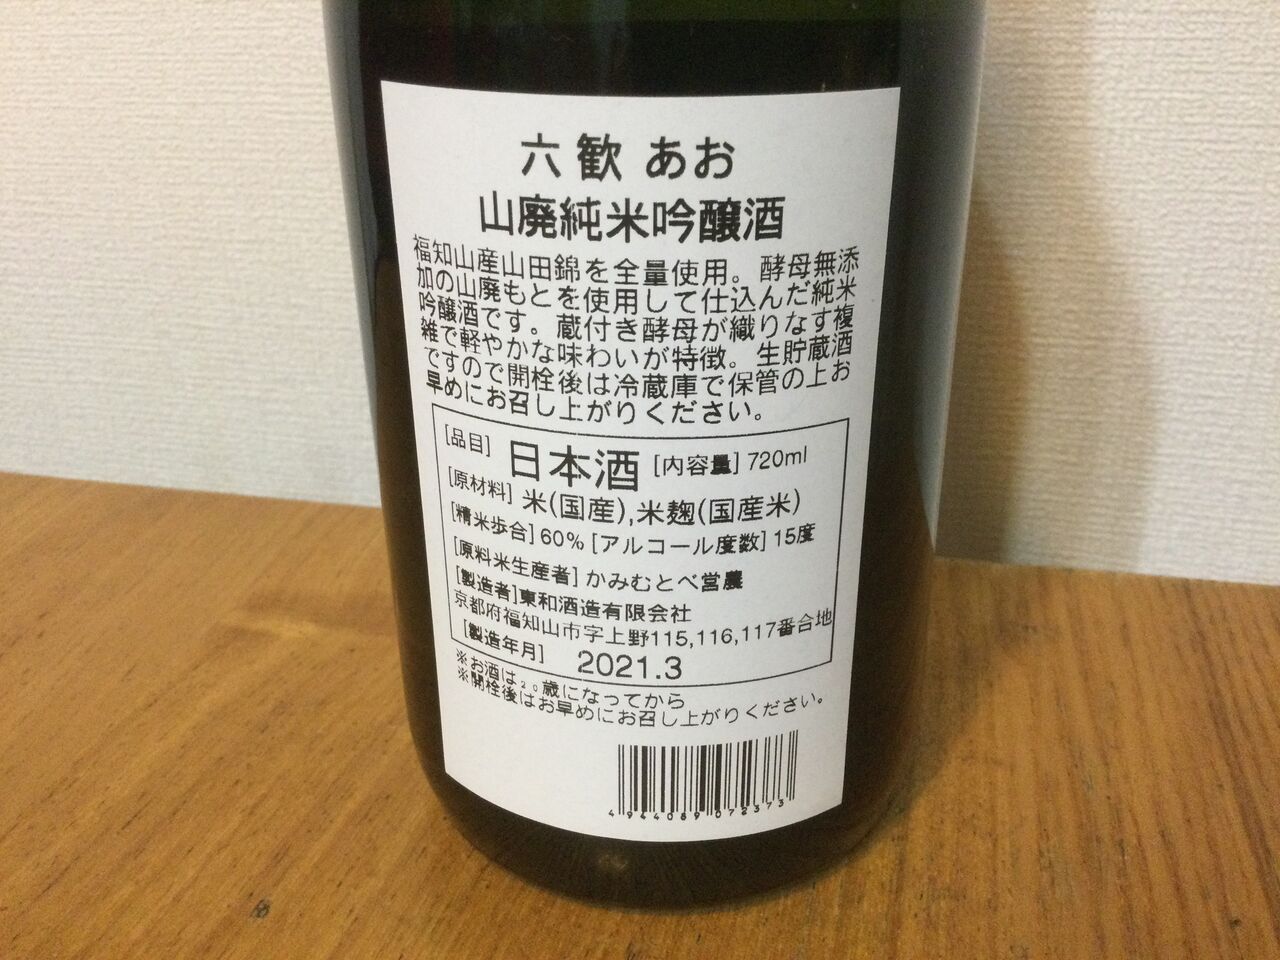 六歓 あお
山廃純米吟醸酒
福知山産山田錦を全量使用。酵母無添
加の山廃もとを使用して仕込んだ純米
吟醸酒です。蔵付き酵母が織りなす複
雑で軽やかな味わいが特徴。生貯蔵酒
ですので開栓後は冷蔵庫で保管の上お
早めにお召し上がりください。
[品目] 日本酒 [内容量] 720ml
[原材料] 米(国産),米麹(国産米)
[精米歩合] 60% [アルコール度数] 15度
[原料米生産者] かみむとべ営農
[製造者] 東和酒造有限会社
京都府福知山市字上野115,116,117番合地
[製造年月] 2021.3
※お酒は20歳になってから
※開栓後はお早めにお召し上がりください。
4944089072373